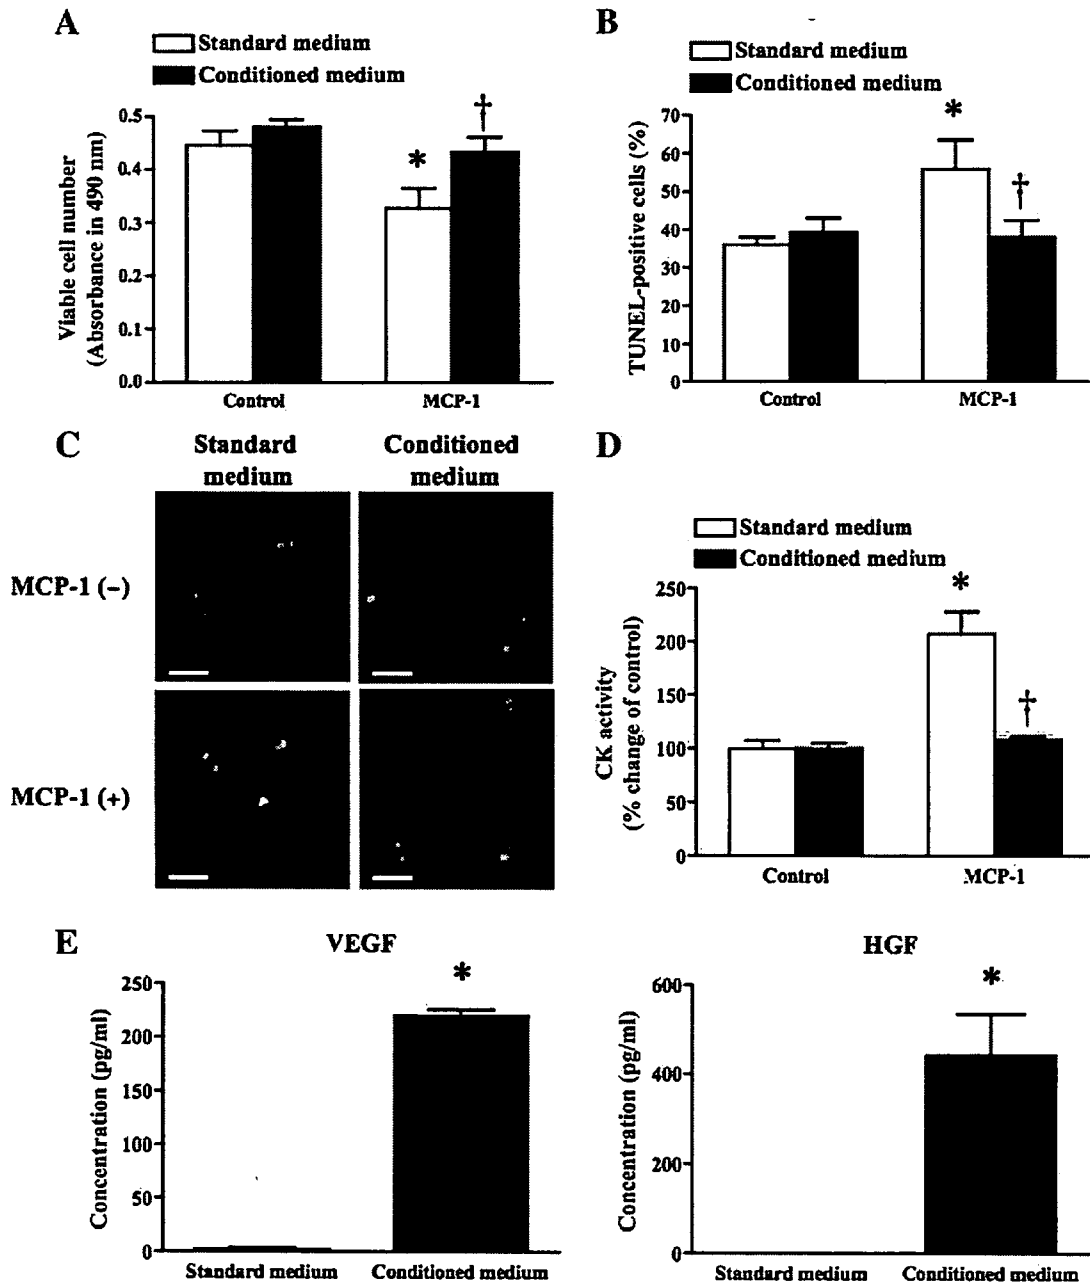 A
Standard medium
Conditioned medium
*
†
0.5
0.4
0.3
0.2
0.1
0.0
Viable cell number
(Absorbance in 490 nm)
Control
MCP-1
B
Standard medium
Conditioned medium
*
†
70
60
50
40
30
20
10
0
TUNEL-positive cells (%)
Control
MCP-1
C
Standard
medium
Conditioned
medium
MCP-1 (−)
MCP-1 (+)
D
Standard medium
Conditioned medium
*
†
250
200
150
100
50
0
CK activity
(% change of control)
Control
MCP-1
E
VEGF
*
250
200
150
100
50
0
Concentration (pg/ml)
Standard medium
Conditioned medium
HGF
*
600
400
200
0
Concentration (pg/ml)
Standard medium
Conditioned medium